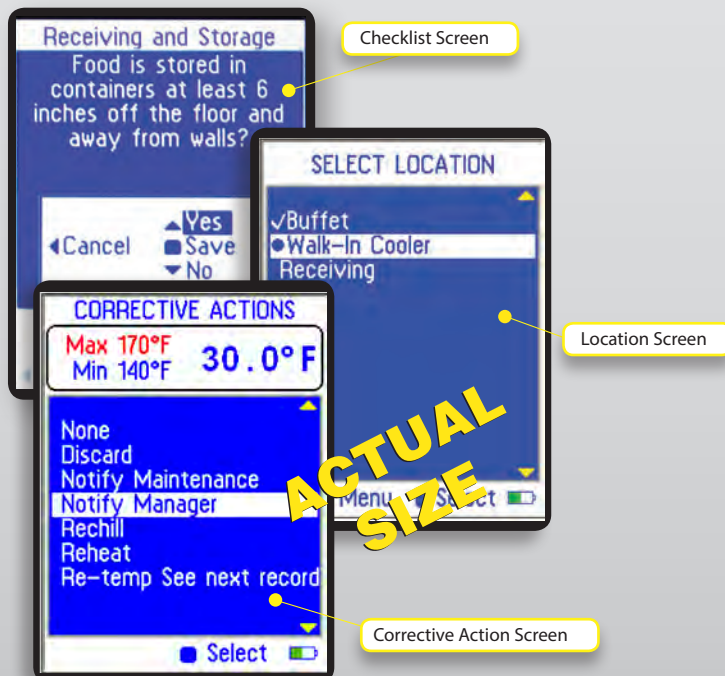 Receiving and Storage
Food is stored in
containers at least 6
inches off the floor and
away from walls?
Yes
Cancel
Save
No
Checklist Screen
SELECT LOCATION
✓Buffet
Walk-In Cooler
Receiving
Menu
Select
Location Screen
CORRECTIVE ACTIONS
Max 170°F
Min 140°F
30.0°F
None
Discard
Notify Maintenance
Notify Manager
Rechill
Reheat
Re-temp See next record
Select
Corrective Action Screen
ACTUAL
SIZE